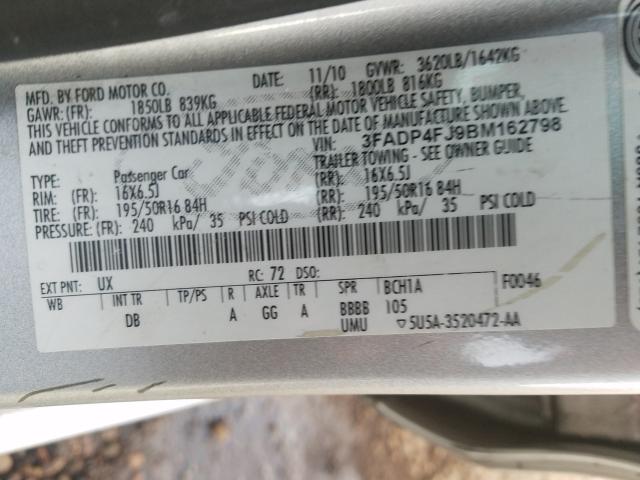 MFD. BY FORD MOTOR CO.
DATE: 11/10 GVWR: 3620LB/1642KG
GAWR: (FR): 1850LB 839KG (RR): 1800LB 816KG
THIS VEHICLE CONFORMS TO ALL APPLICABLE FEDERAL MOTOR VEHICLE SAFETY, BUMPER,
AND THEFT PREVENTION STANDARDS IN EFFECT ON THE DATE OF MANUFACTURE SHOWN ABOVE.
VIN: 3FADP4FJ9BM162798
TYPE: Passenger Car TRAILER TOWING - SEE OWNER GUIDE
RIM: (FR): 16X6.5J (RR): 16X6.5J
TIRE: (FR): 195/50R16 84H (RR): 195/50R16 84H
PRESSURE: (FR): 240 kPa/ 35 PSI COLD (RR): 240 kPa/ 35 PSI COLD
EXT PNT: UX RC: 72 DSO: F0046
WB INT TR TP/PS R AXLE TR SPR BCH1A
DB A GG A BBBB 105
UMU ▽5U5A-3520472-AA